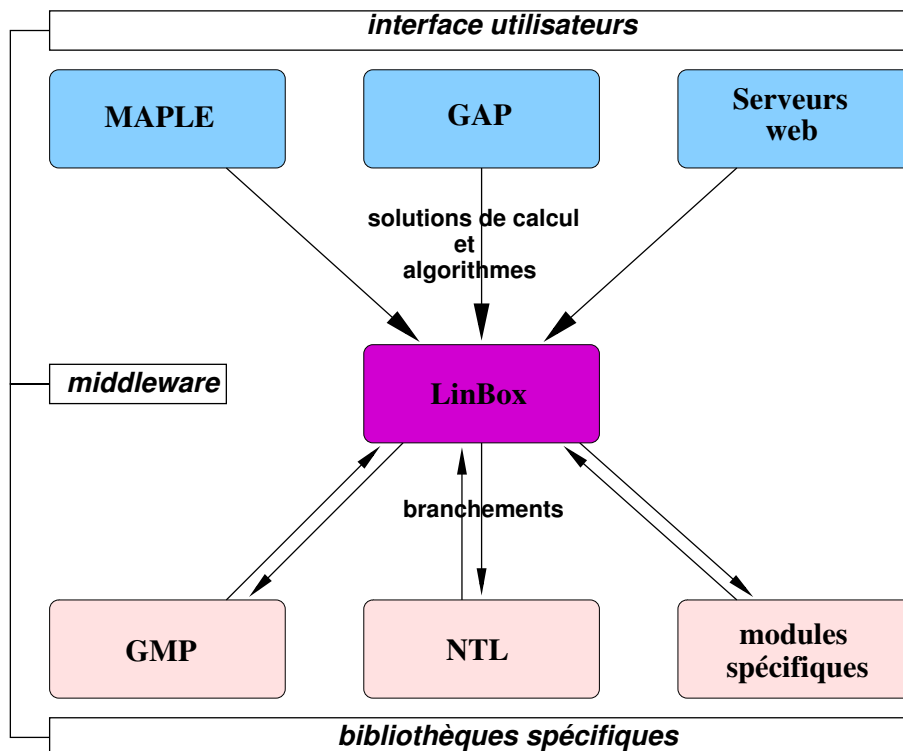 interface utilisateurs
MAPLE
GAP
Serveurs
web
solutions de calcul
et
algorithmes
middleware
LinBox
branchements
GMP
NTL
modules
spécifiques
bibliothèques spécifiques